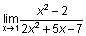 lim x→1 (x² − 2)/(2x² + 5x − 7)